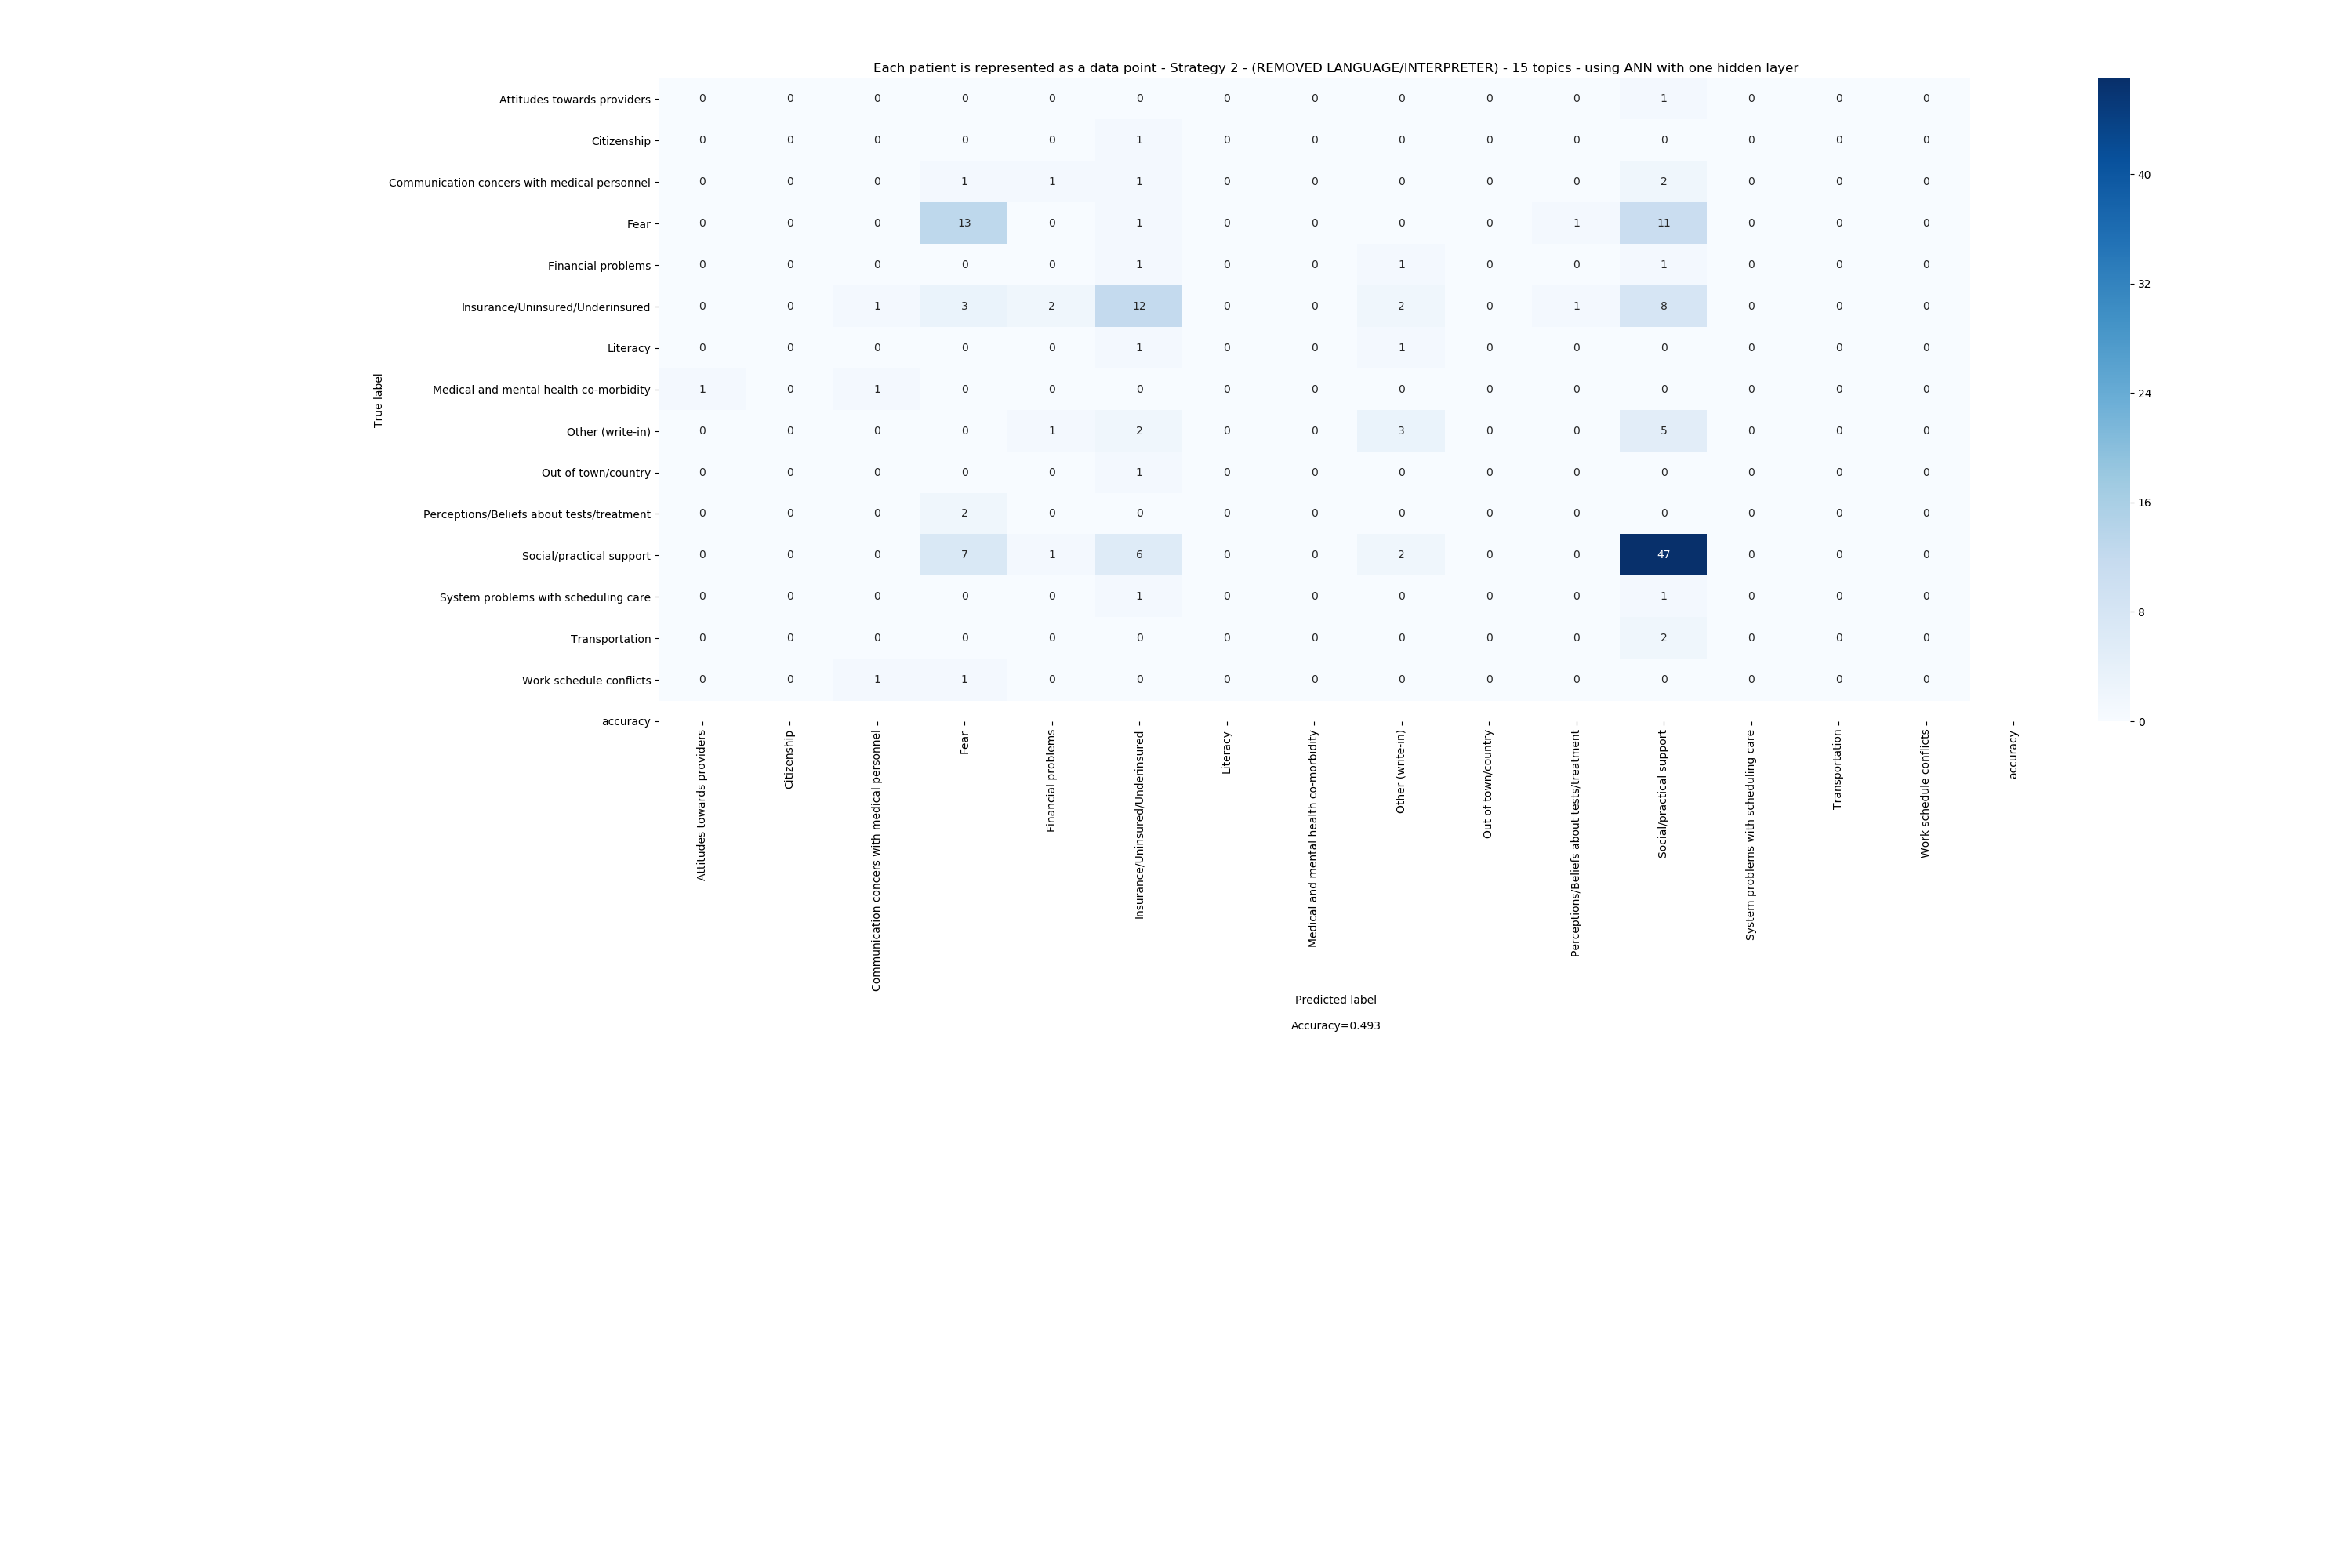 Each patient is represented as a data point - Strategy 2 - (REMOVED LANGUAGE/INTERPRETER) - 15 topics - using ANN with one hidden layer
True label
Attitudes towards providers 0 0 0 0 0 0 0 0 0 0 0 1 0 0 0
Citizenship 0 0 0 0 0 1 0 0 0 0 0 0 0 0 0
Communication concers with medical personnel 0 0 0 1 1 1 0 0 0 0 0 2 0 0 0
Fear 0 0 0 13 0 1 0 0 0 0 1 11 0 0 0
Financial problems 0 0 0 0 0 1 0 0 1 0 0 1 0 0 0
Insurance/Uninsured/Underinsured 0 0 1 3 2 12 0 0 2 0 1 8 0 0 0
Literacy 0 0 0 0 0 1 0 0 1 0 0 0 0 0 0
Medical and mental health co-morbidity 1 0 1 0 0 0 0 0 0 0 0 0 0 0 0
Other (write-in) 0 0 0 0 1 2 0 0 3 0 0 5 0 0 0
Out of town/country 0 0 0 0 0 1 0 0 0 0 0 0 0 0 0
Perceptions/Beliefs about tests/treatment 0 0 0 2 0 0 0 0 0 0 0 0 0 0 0
Social/practical support 0 0 0 7 1 6 0 0 2 0 0 47 0 0 0
System problems with scheduling care 0 0 0 0 0 1 0 0 0 0 0 1 0 0 0
Transportation 0 0 0 0 0 0 0 0 0 0 0 2 0 0 0
Work schedule conflicts 0 0 1 1 0 0 0 0 0 0 0 0 0 0 0
accuracy
Attitudes towards providers
Citizenship
Communication concers with medical personnel
Fear
Financial problems
Insurance/Uninsured/Underinsured
Literacy
Medical and mental health co-morbidity
Other (write-in)
Out of town/country
Perceptions/Beliefs about tests/treatment
Social/practical support
System problems with scheduling care
Transportation
Work schedule conflicts
accuracy
Predicted label
Accuracy=0.493
40
32
24
16
8
0